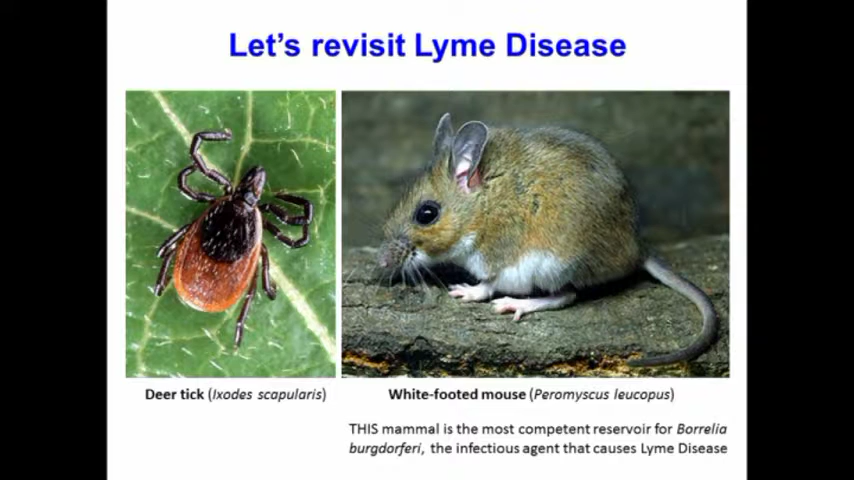 Let's revisit Lyme Disease
Deer tick (Ixodes scapularis)
White-footed mouse (Peromyscus leucopus)
THIS mammal is the most competent reservoir for Borrelia
burgdorferi, the infectious agent that causes Lyme Disease